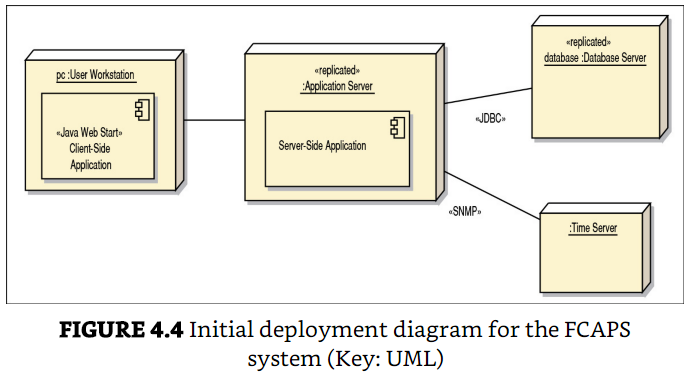 pc :User Workstation
«Java Web Start»
Client-Side
Application
«replicated»
:Application Server
Server-Side Application
«JDBC»
«SNMP»
«replicated»
database :Database Server
:Time Server
FIGURE 4.4 Initial deployment diagram for the FCAPS
system (Key: UML)